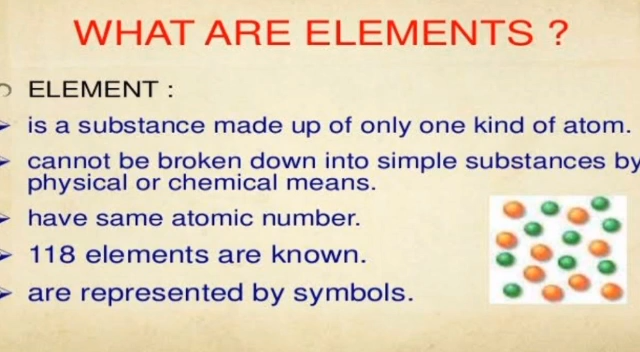 WHAT ARE ELEMENTS ?
ELEMENT :
is a substance made up of only one kind of atom.
cannot be broken down into simple substances by
physical or chemical means.
have same atomic number.
118 elements are known.
are represented by symbols.